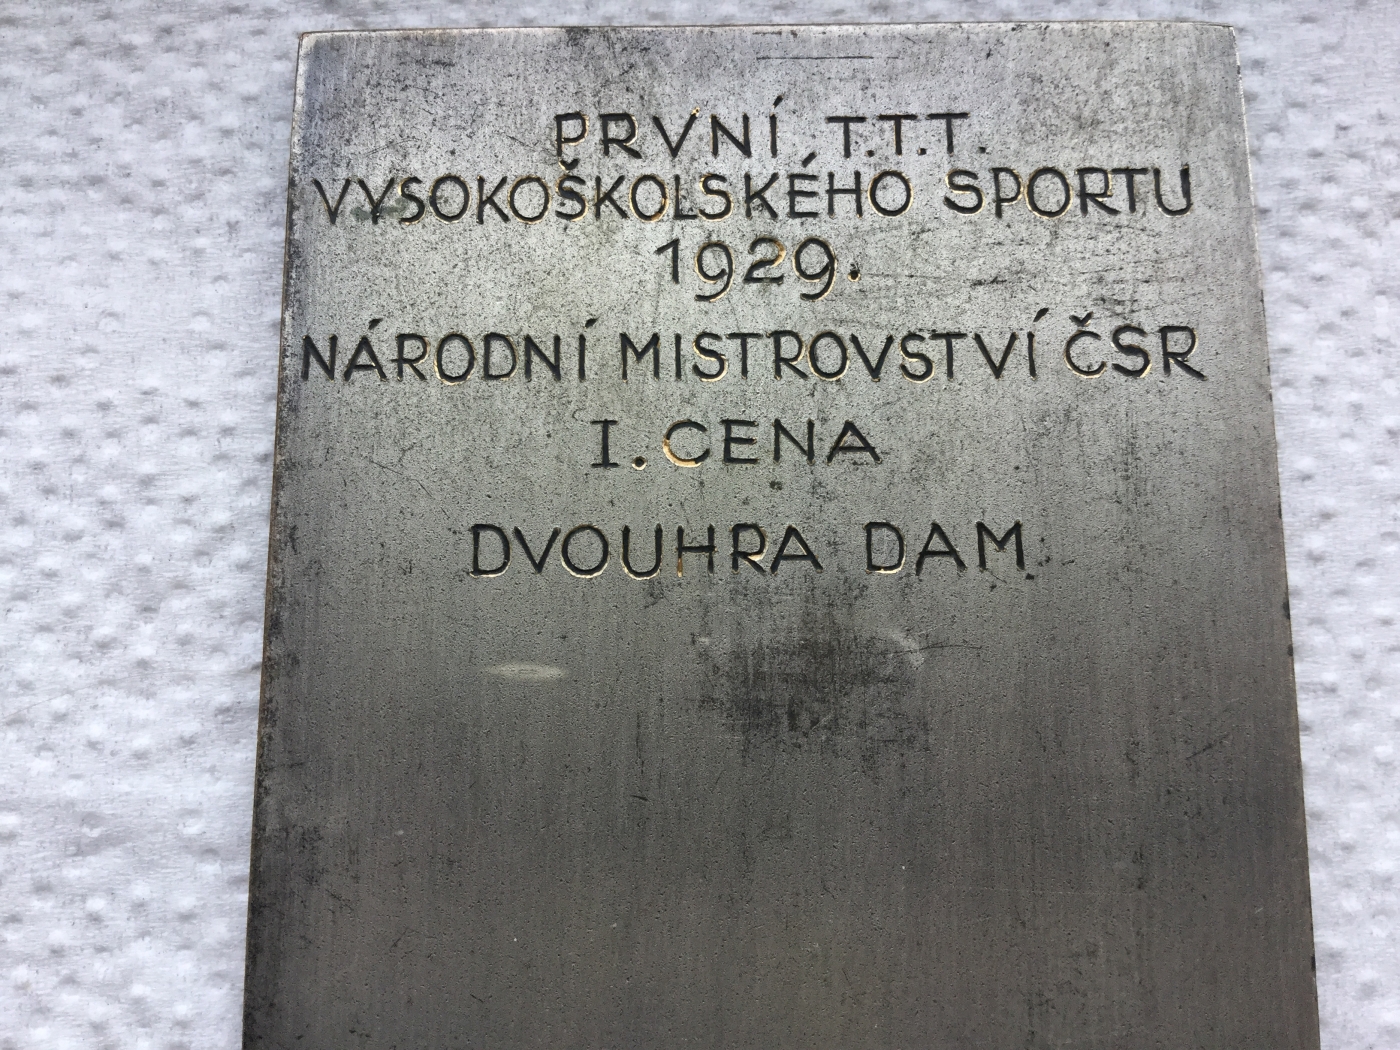 PRVNÍ T.T.T.
VYSOKOŠKOLSKÉHO SPORTU
1929.
NÁRODNÍ MISTROVSTVÍ ČSR
I. CENA
DVOUHRA DAM.